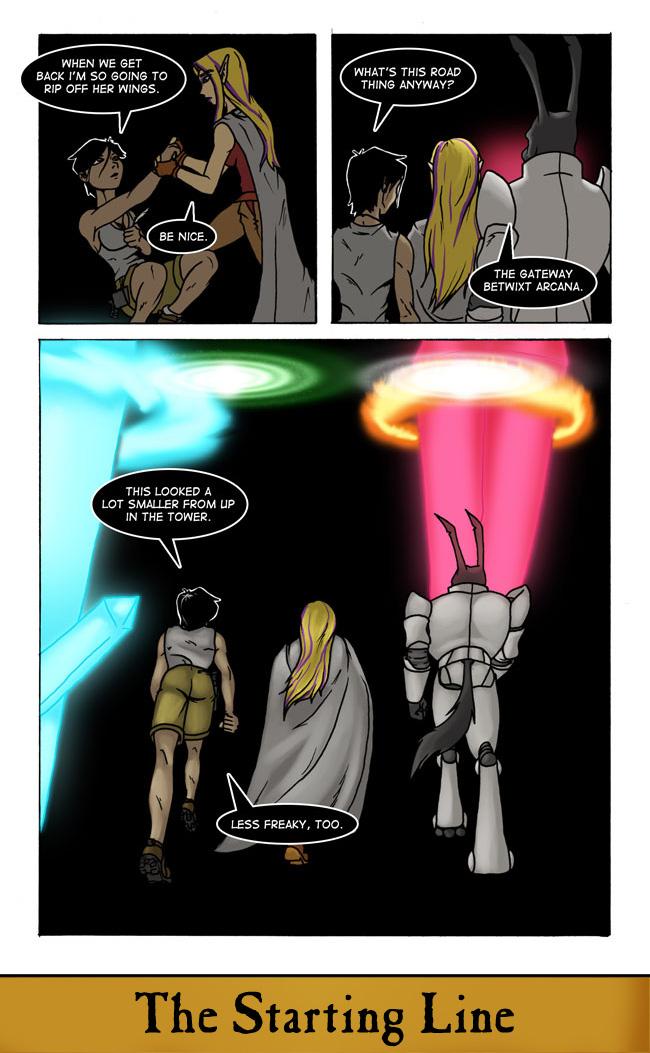 WHEN WE GET
BACK I'M SO GOING TO
RIP OFF HER WINGS.
BE NICE.
WHAT'S THIS ROAD
THING ANYWAY?
THE GATEWAY
BETWIXT ARCANA.
THIS LOOKED A
LOT SMALLER FROM UP
IN THE TOWER.
LESS FREAKY, TOO.
The Starting Line